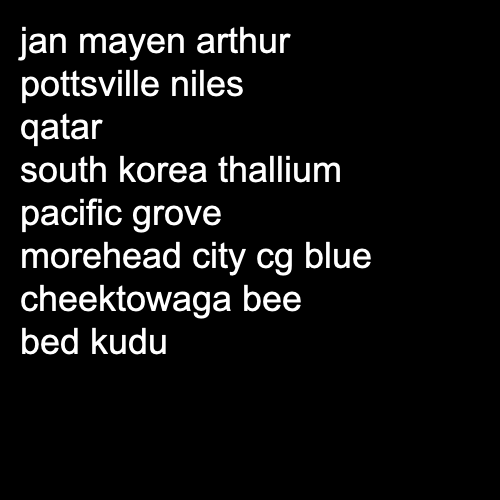 jan mayen arthur
pottsville niles
qatar
south korea thallium
pacific grove
morehead city cg blue
cheektowaga bee
bed kudu